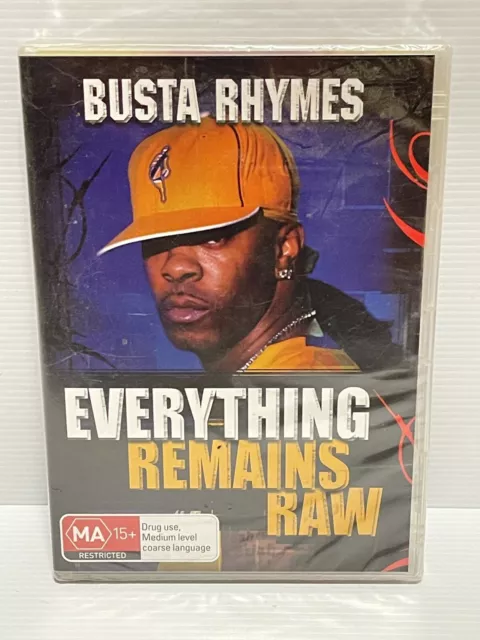 BUSTA RHYMES
EVERYTHING
REMAINS
RAW
MA 15+
RESTRICTED
Drug use,
Medium level
coarse language